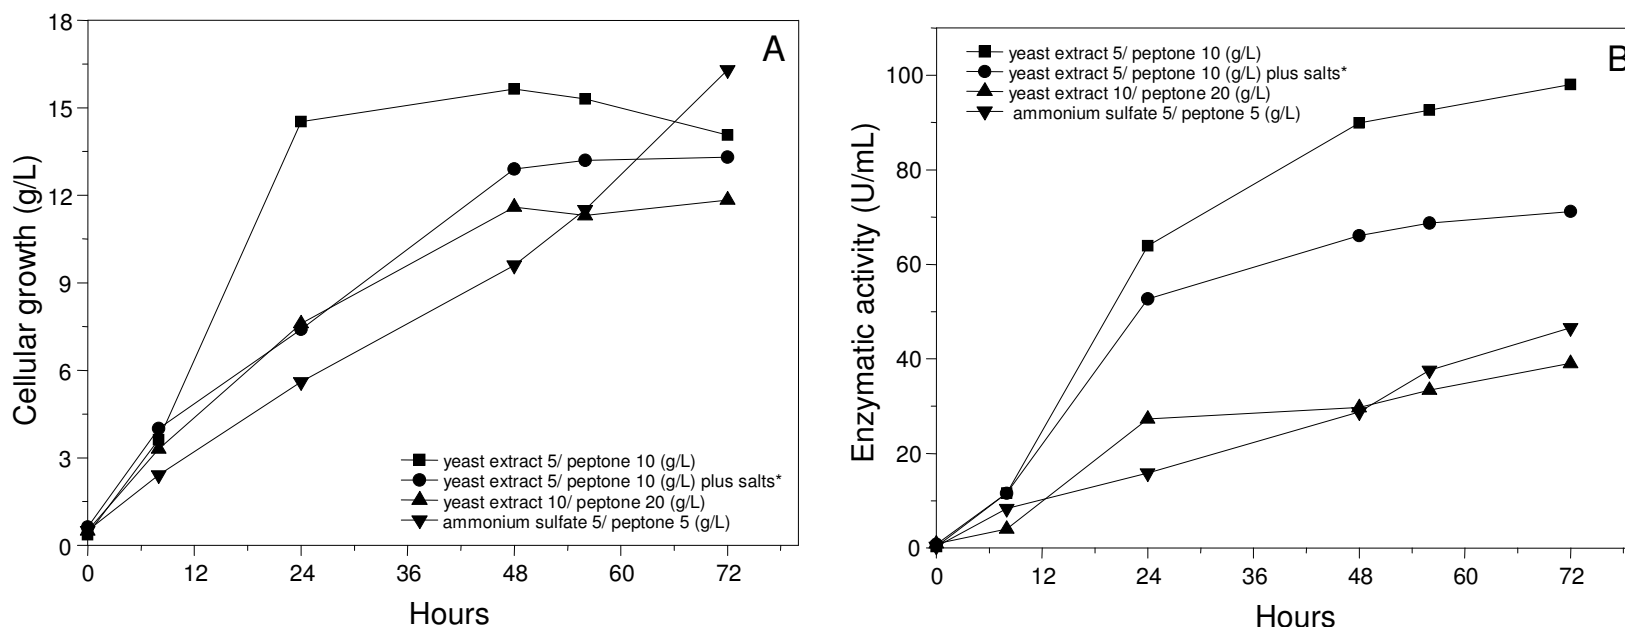 A
Cellular growth (g/L)
18
15
12
9
6
3
0
yeast extract 5/ peptone 10 (g/L)
yeast extract 5/ peptone 10 (g/L) plus salts*
yeast extract 10/ peptone 20 (g/L)
ammonium sulfate 5/ peptone 5 (g/L)
0 12 24 36 48 60 72
Hours
B
Enzymatic activity (U/mL)
100
80
60
40
20
0
yeast extract 5/ peptone 10 (g/L)
yeast extract 5/ peptone 10 (g/L) plus salts*
yeast extract 10/ peptone 20 (g/L)
ammonium sulfate 5/ peptone 5 (g/L)
0 12 24 36 48 60 72
Hours